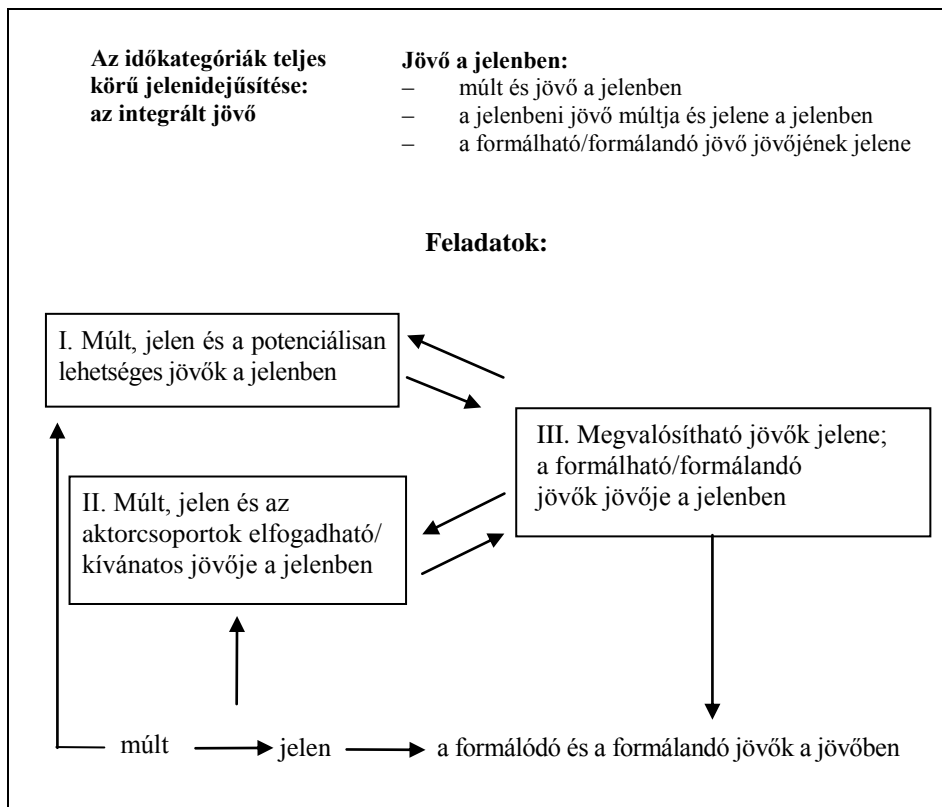 Az időkategóriák teljes
körű jelenidejűsítése:
az integrált jövő
Jövő a jelenben:
– múlt és jövő a jelenben
– a jelenbeni jövő múltja és jelene a jelenben
– a formálható/formálandó jövő jövőjének jelene
Feladatok:
I. Múlt, jelen és a potenciálisan
lehetséges jövők a jelenben
III. Megvalósítható jövők jelene;
a formálható/formálandó
jövők jövője a jelenben
II. Múlt, jelen és az
aktorcsoportok elfogadható/
kívánatos jövője a jelenben
múlt jelen a formálódó és a formálandó jövők a jövőben